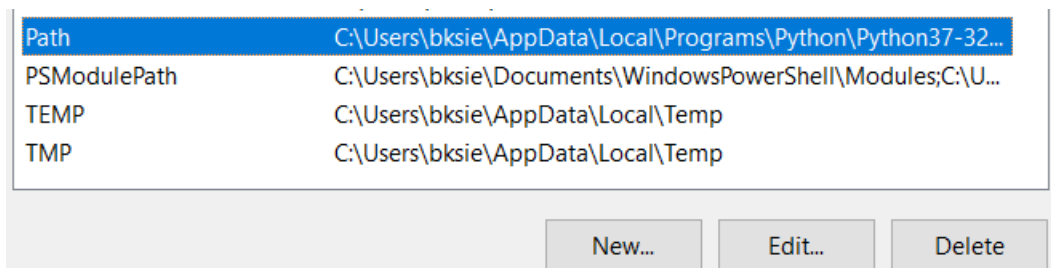 Path C:\Users\bksie\AppData\Local\Programs\Python\Python37-32...
PSModulePath C:\Users\bksie\Documents\WindowsPowerShell\Modules;C:\U...
TEMP C:\Users\bksie\AppData\Local\Temp
TMP C:\Users\bksie\AppData\Local\Temp
New... Edit... Delete